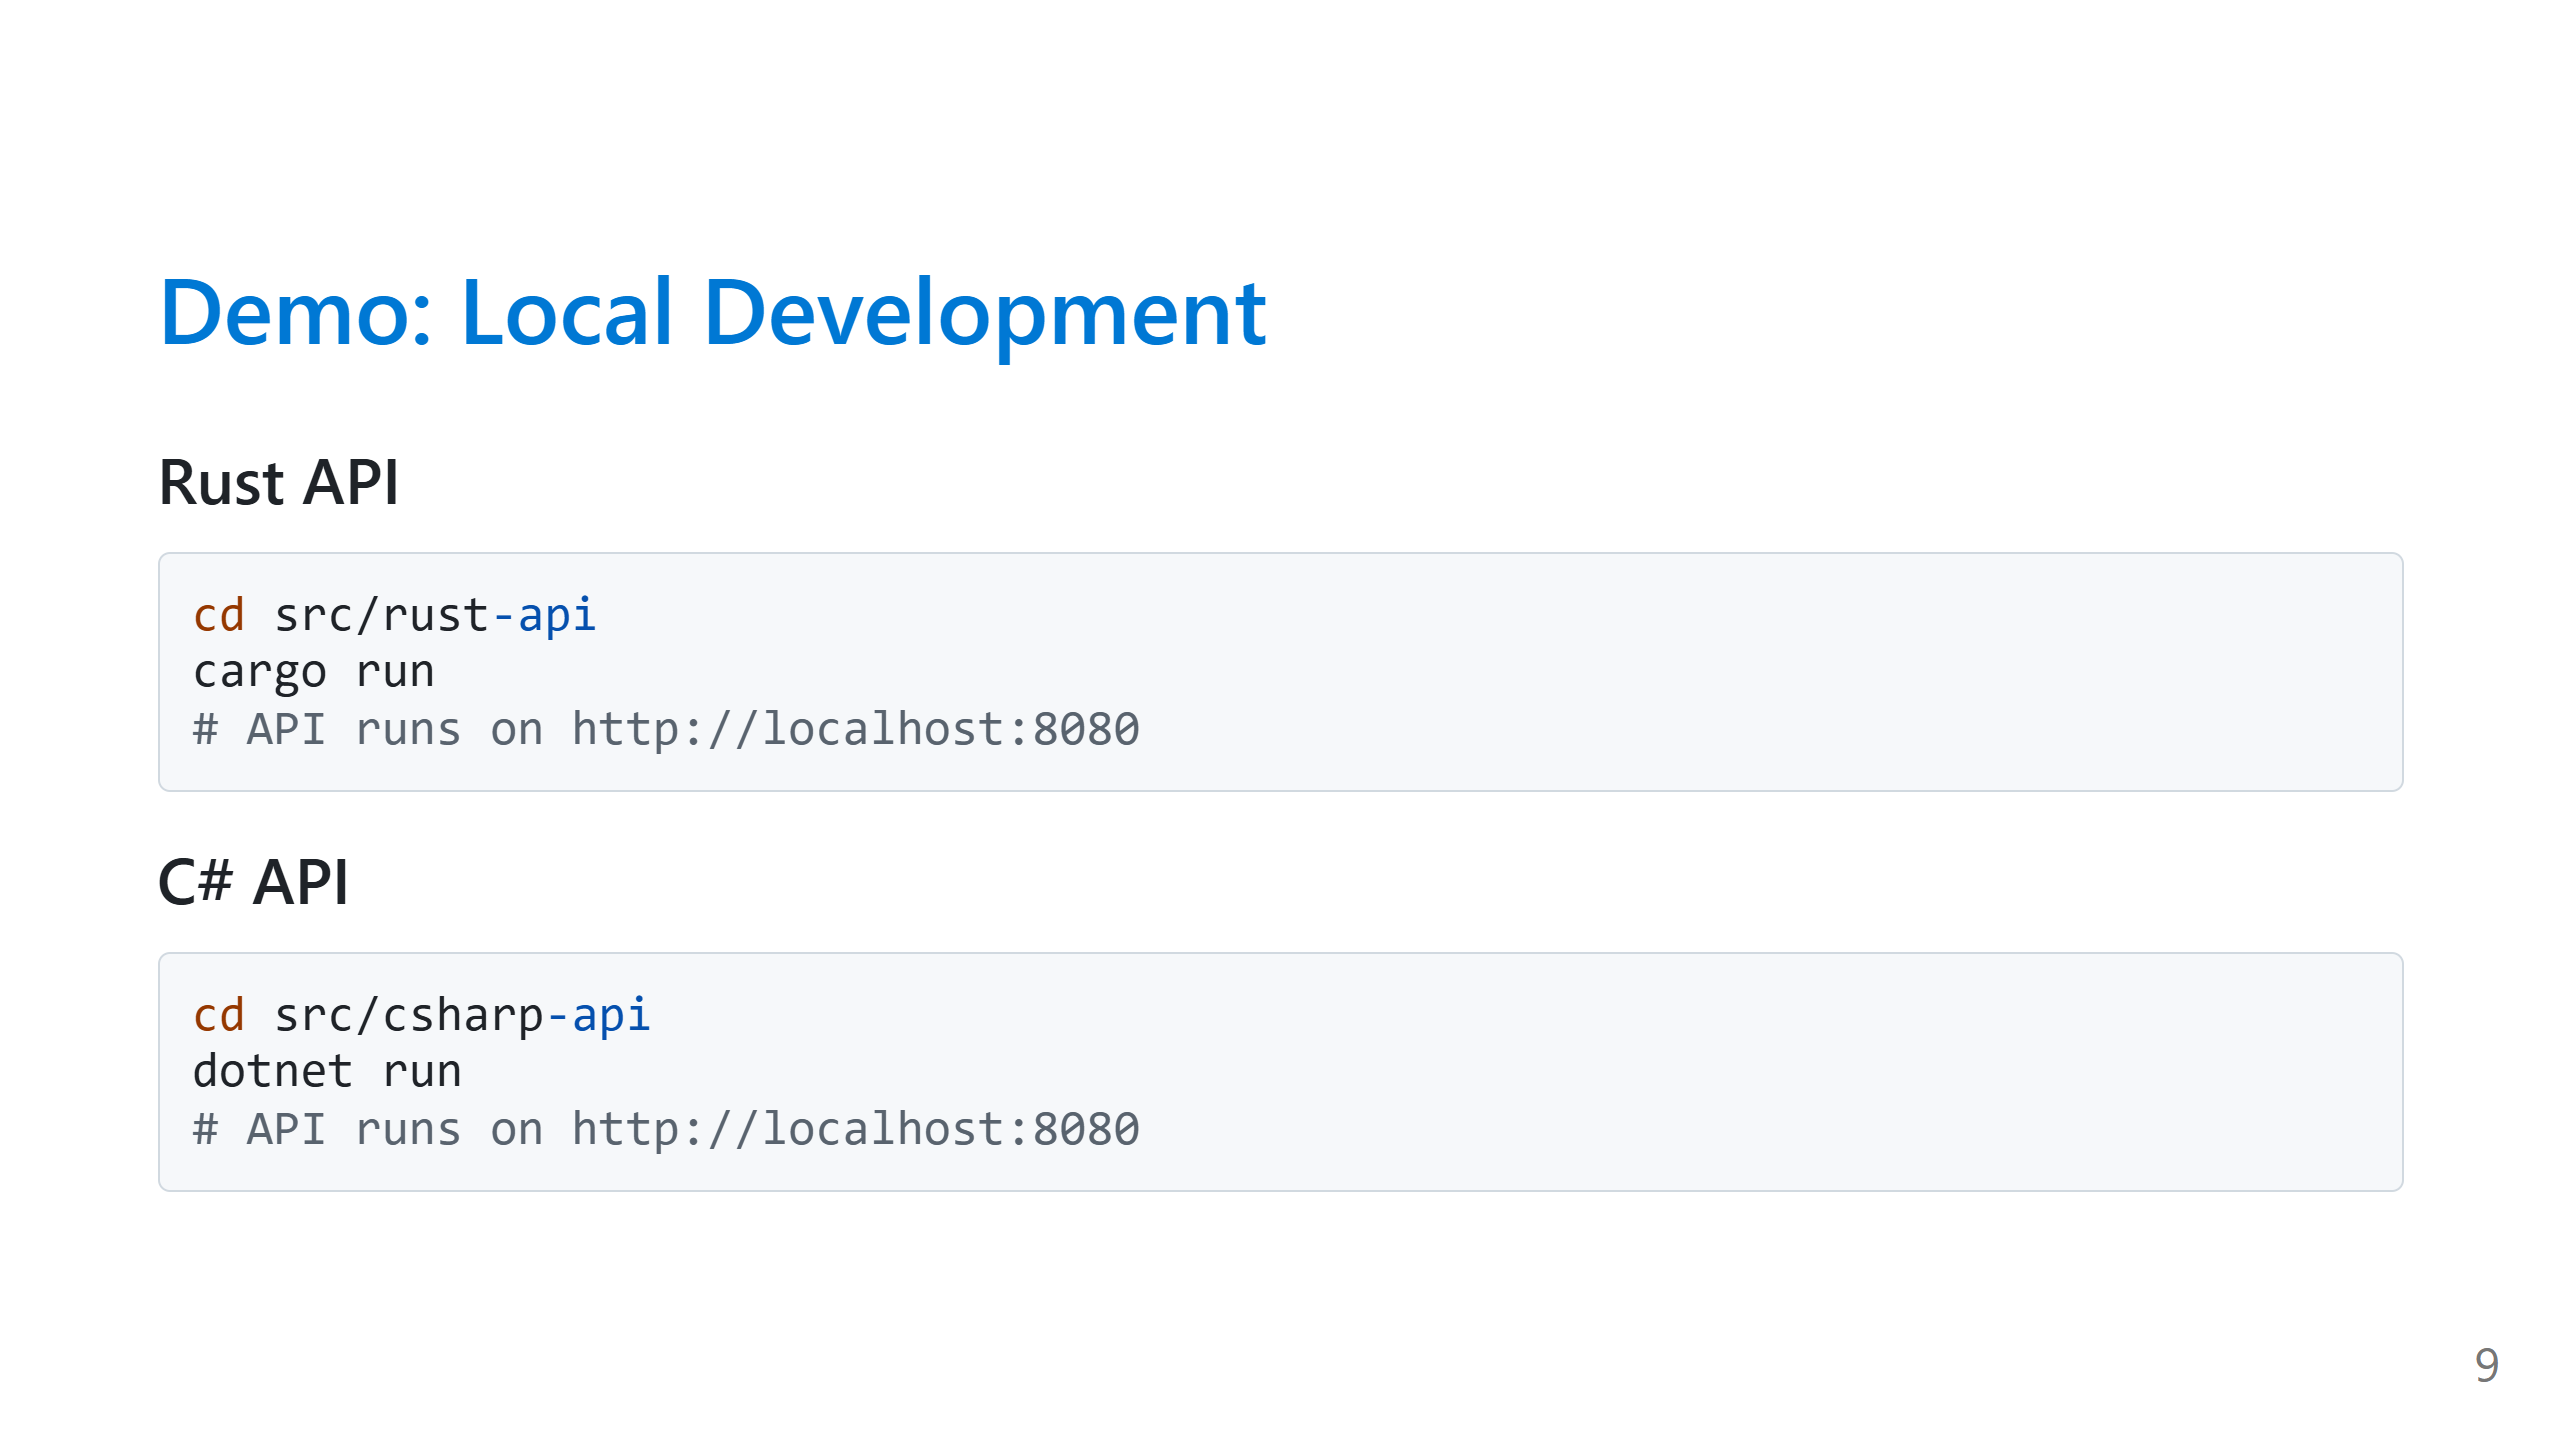 Demo: Local Development
Rust API
cd src/rust-api
cargo run
# API runs on http://localhost:8080
C# API
cd src/csharp-api
dotnet run
# API runs on http://localhost:8080
9